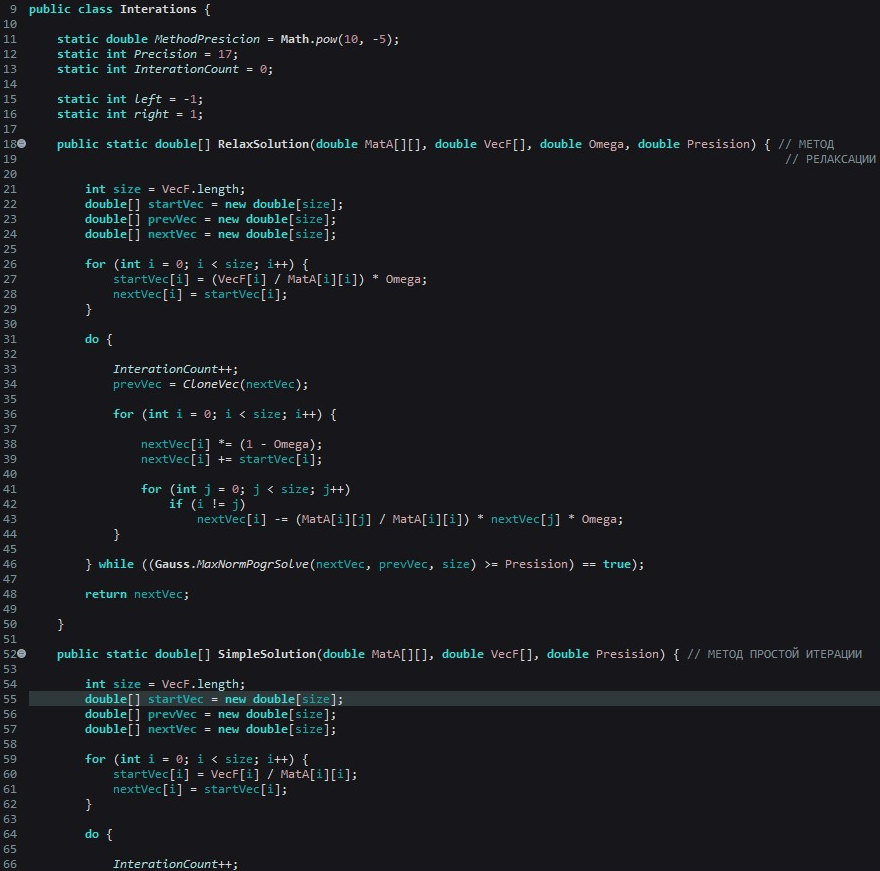 9 public class Interations {
10
11 static double MethodPresicion = Math.pow(10, -5);
12 static int Precision = 17;
13 static int InterationCount = 0;
14
15 static int left = -1;
16 static int right = 1;
17
18 public static double[] RelaxSolution(double MatA[][], double VecF[], double Omega, double Presision) { // МЕТОД
19 // РЕЛАКСАЦИИ
20
21 int size = VecF.length;
22 double[] startVec = new double[size];
23 double[] prevVec = new double[size];
24 double[] nextVec = new double[size];
25
26 for (int i = 0; i < size; i++) {
27 startVec[i] = (VecF[i] / MatA[i][i]) * Omega;
28 nextVec[i] = startVec[i];
29 }
30
31 do {
32
33 InterationCount++;
34 prevVec = CloneVec(nextVec);
35
36 for (int i = 0; i < size; i++) {
37
38 nextVec[i] *= (1 - Omega);
39 nextVec[i] += startVec[i];
40
41 for (int j = 0; j < size; j++)
42 if (i != j)
43 nextVec[i] -= (MatA[i][j] / MatA[i][i]) * nextVec[j] * Omega;
44 }
45
46 } while ((Gauss.MaxNormPogrSolve(nextVec, prevVec, size) >= Presision) == true);
47
48 return nextVec;
49
50 }
51
52 public static double[] SimpleSolution(double MatA[][], double VecF[], double Presision) { // МЕТОД ПРОСТОЙ ИТЕРАЦИИ
53
54 int size = VecF.length;
55 double[] startVec = new double[size];
56 double[] prevVec = new double[size];
57 double[] nextVec = new double[size];
58
59 for (int i = 0; i < size; i++) {
60 startVec[i] = VecF[i] / MatA[i][i];
61 nextVec[i] = startVec[i];
62 }
63
64 do {
65
66 InterationCount++;